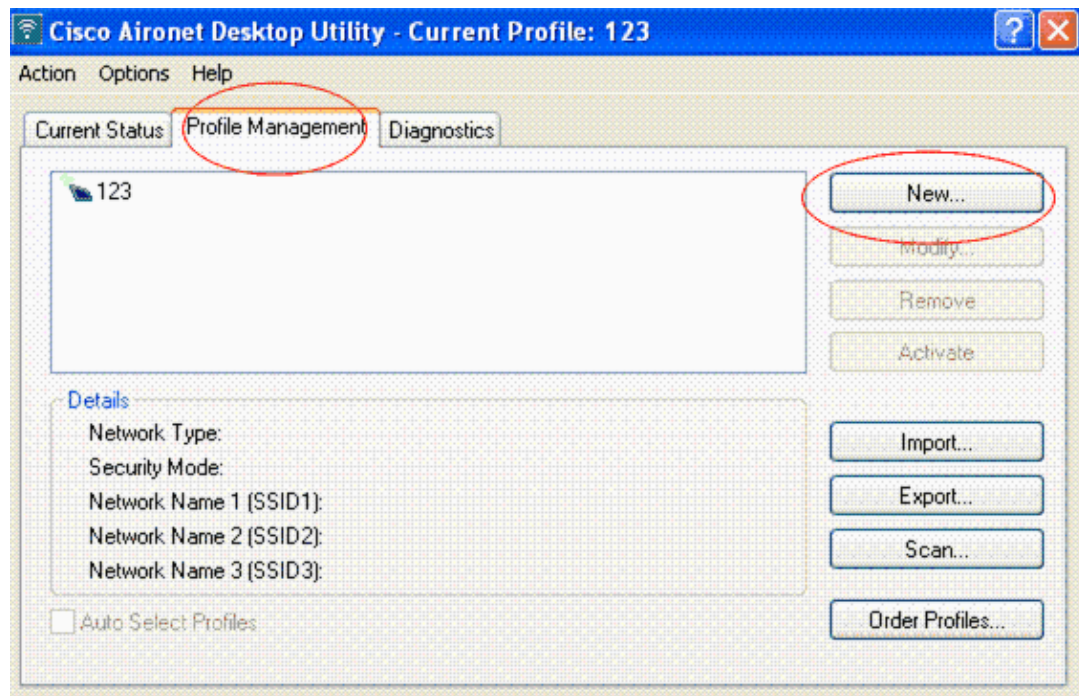 Cisco Aironet Desktop Utility - Current Profile: 123
Action Options Help
Current Status Profile Management Diagnostics
123
New...
Modify...
Remove
Activate
Details
Network Type:
Security Mode:
Network Name 1 (SSID1):
Network Name 2 (SSID2):
Network Name 3 (SSID3):
Import...
Export...
Scan...
Auto Select Profiles
Order Profiles...